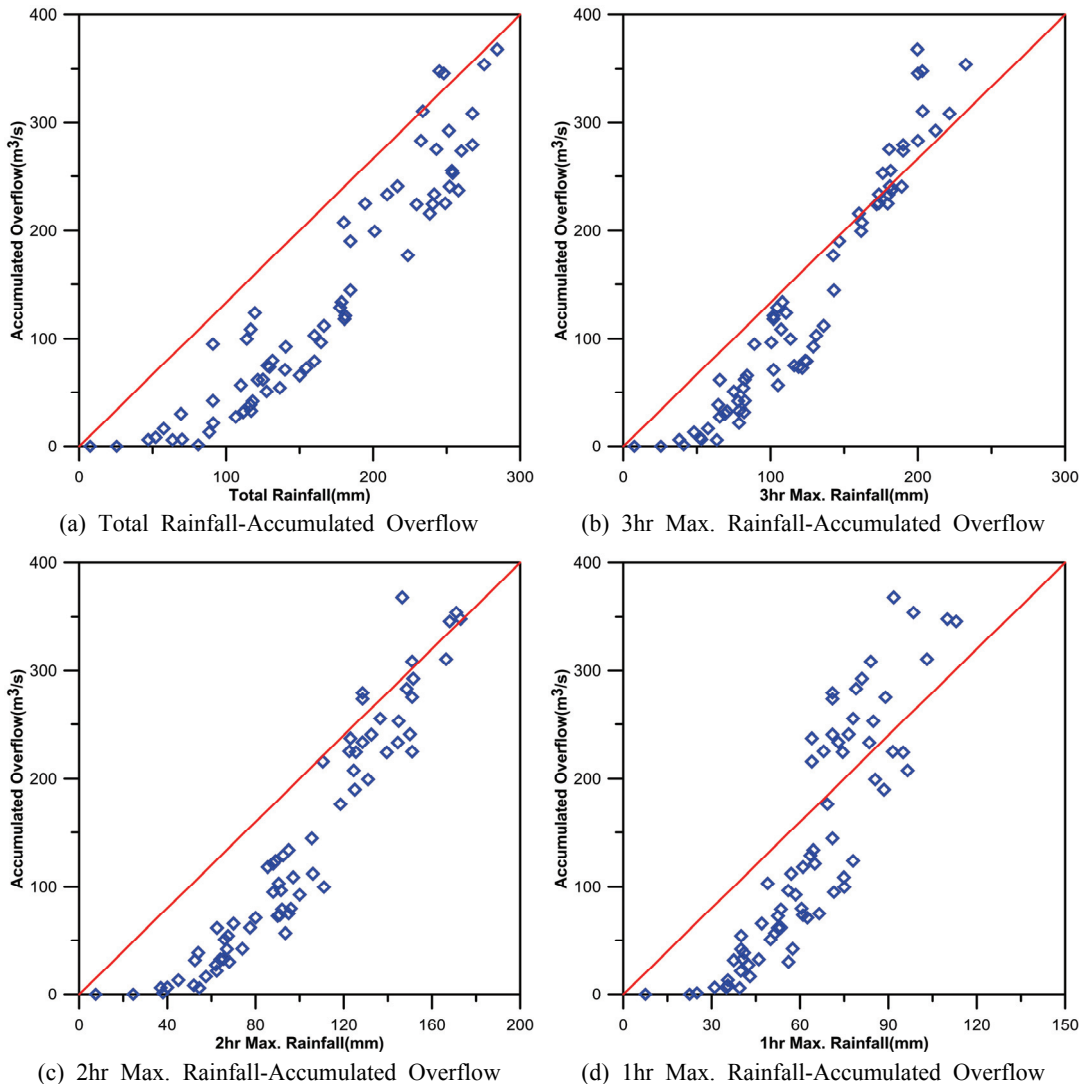 400
300
200
100
0
Accumulated Overflow(m³/s)
0 100 200 300
Total Rainfall(mm)
(a) Total Rainfall-Accumulated Overflow
400
300
200
100
0
Accumulated Overflow(m³/s)
0 100 200 300
3hr Max. Rainfall(mm)
(b) 3hr Max. Rainfall-Accumulated Overflow
400
300
200
100
0
Accumulated Overflow(m³/s)
0 40 80 120 160 200
2hr Max. Rainfall(mm)
(c) 2hr Max. Rainfall-Accumulated Overflow
400
300
200
100
0
Accumulated Overflow(m³/s)
0 30 60 90 120 150
1hr Max. Rainfall(mm)
(d) 1hr Max. Rainfall-Accumulated Overflow